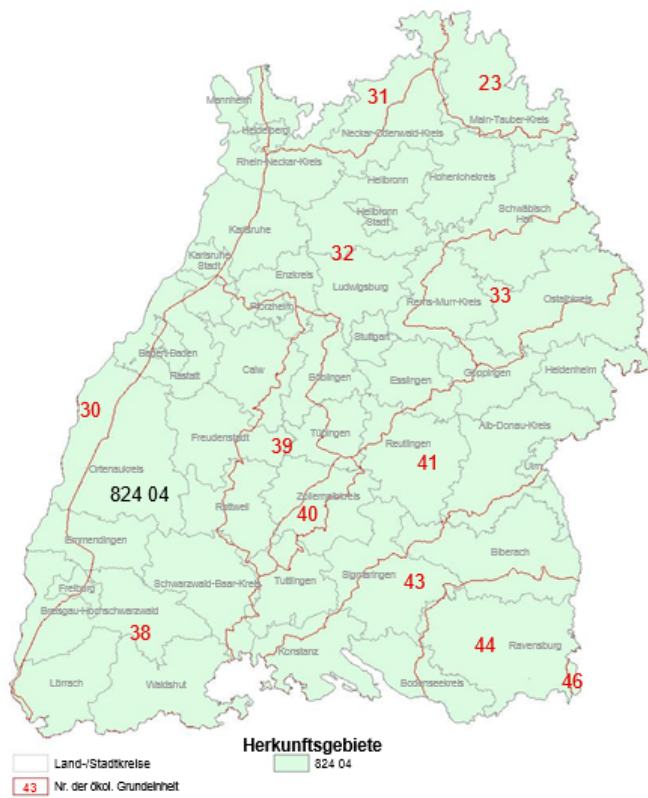 23
31
Main-Tauber-Kreis
Mannheim
Heidelberg
Neckar-Odenwald-Kreis
Rhein-Neckar-Kreis
Heilbronn
Hohenlohekreis
Heilbronn
Stadt
Schwäbisch
Hall
Karlsruhe
32
Karlsruhe
Stadt
Enzkreis
Ludwigsburg
33
Rems-Murr-Kreis
Ostalbkreis
Pforzheim
Stuttgart
Baden-Baden
Rastatt
Calw
Böblingen
Esslingen
Göppingen
Heidenheim
30
Freudenstadt
39
Tübingen
Reutlingen
Alb-Donau-Kreis
41
Ortenaukreis
Ulm
824 04
Rottweil
Zollernalbkreis
40
Emmendingen
Biberach
Freiburg
Schwarzwald-Baar-Kreis
Tuttlingen
Sigmaringen
43
Breisgau-Hochschwarzwald
38
44
Ravensburg
Konstanz
Lörrach
Waldshut
Bodenseekreis
46
Herkunftsgebiete
Land-/Stadtkreise
824 04
43 Nr. der ökol. Grundeinheit